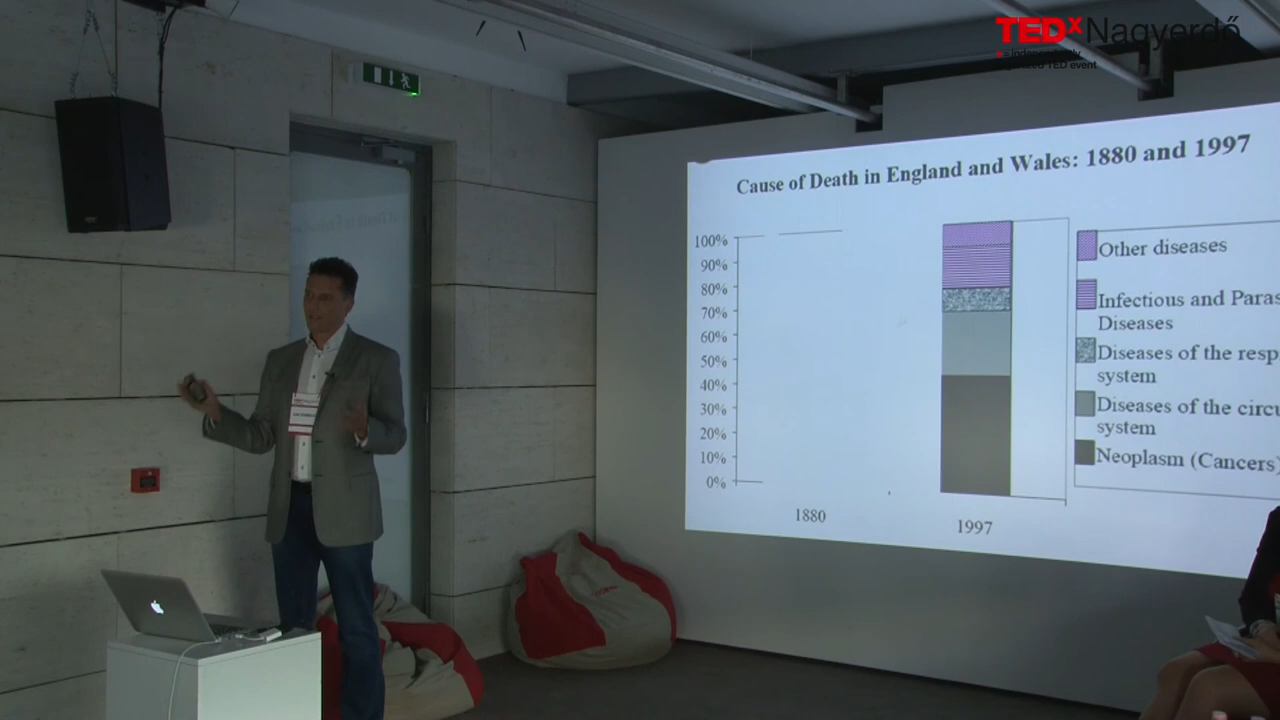 TEDxNagyerdő
TED event
Cause of Death in England and Wales: 1880 and 1997
100%
90%
80%
70%
60%
50%
40%
30%
20%
10%
0%
1880
1997
Other diseases
Infectious and Paras
Diseases
Diseases of the resp
system
Diseases of the circu
system
Neoplasm (Cancers)